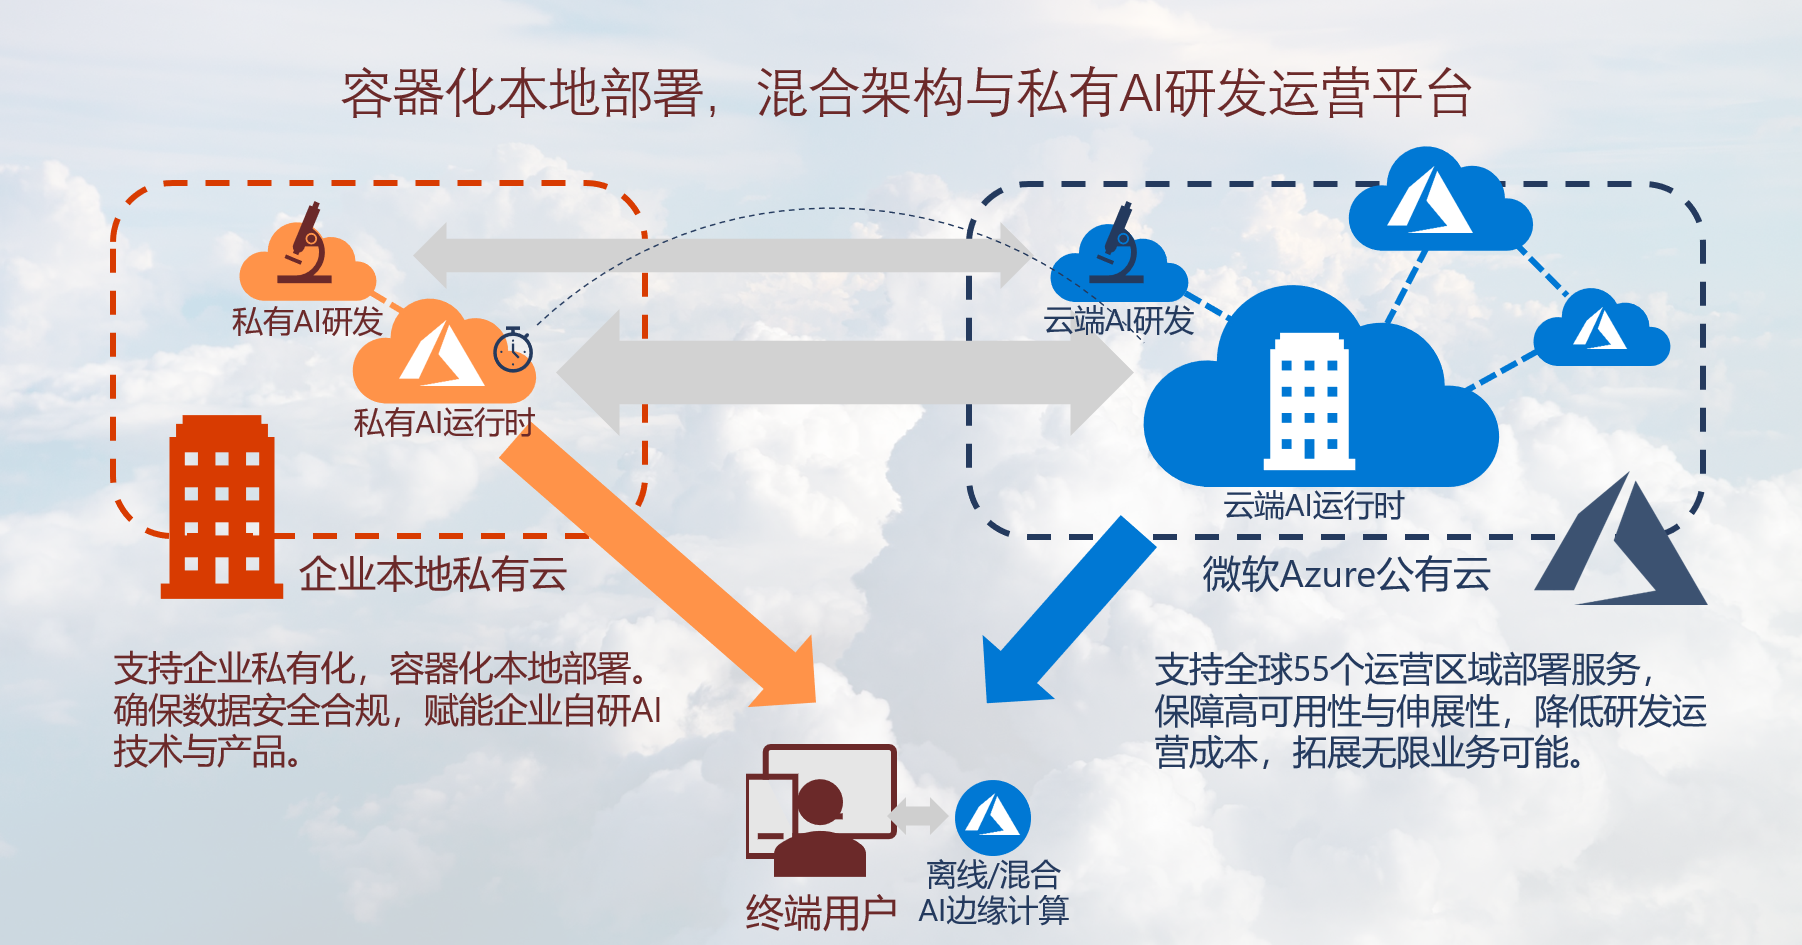 容器化本地部署，混合架构与私有AI研发运营平台
私有AI研发
私有AI运行时
云端AI研发
云端AI运行时
企业本地私有云
微软Azure公有云
支持企业私有化，容器化本地部署。
确保数据安全合规，赋能企业自研AI
技术与产品。
支持全球55个运营区域部署服务，
保障高可用性与伸展性，降低研发运
营成本，拓展无限业务可能。
终端用户
离线/混合
AI边缘计算